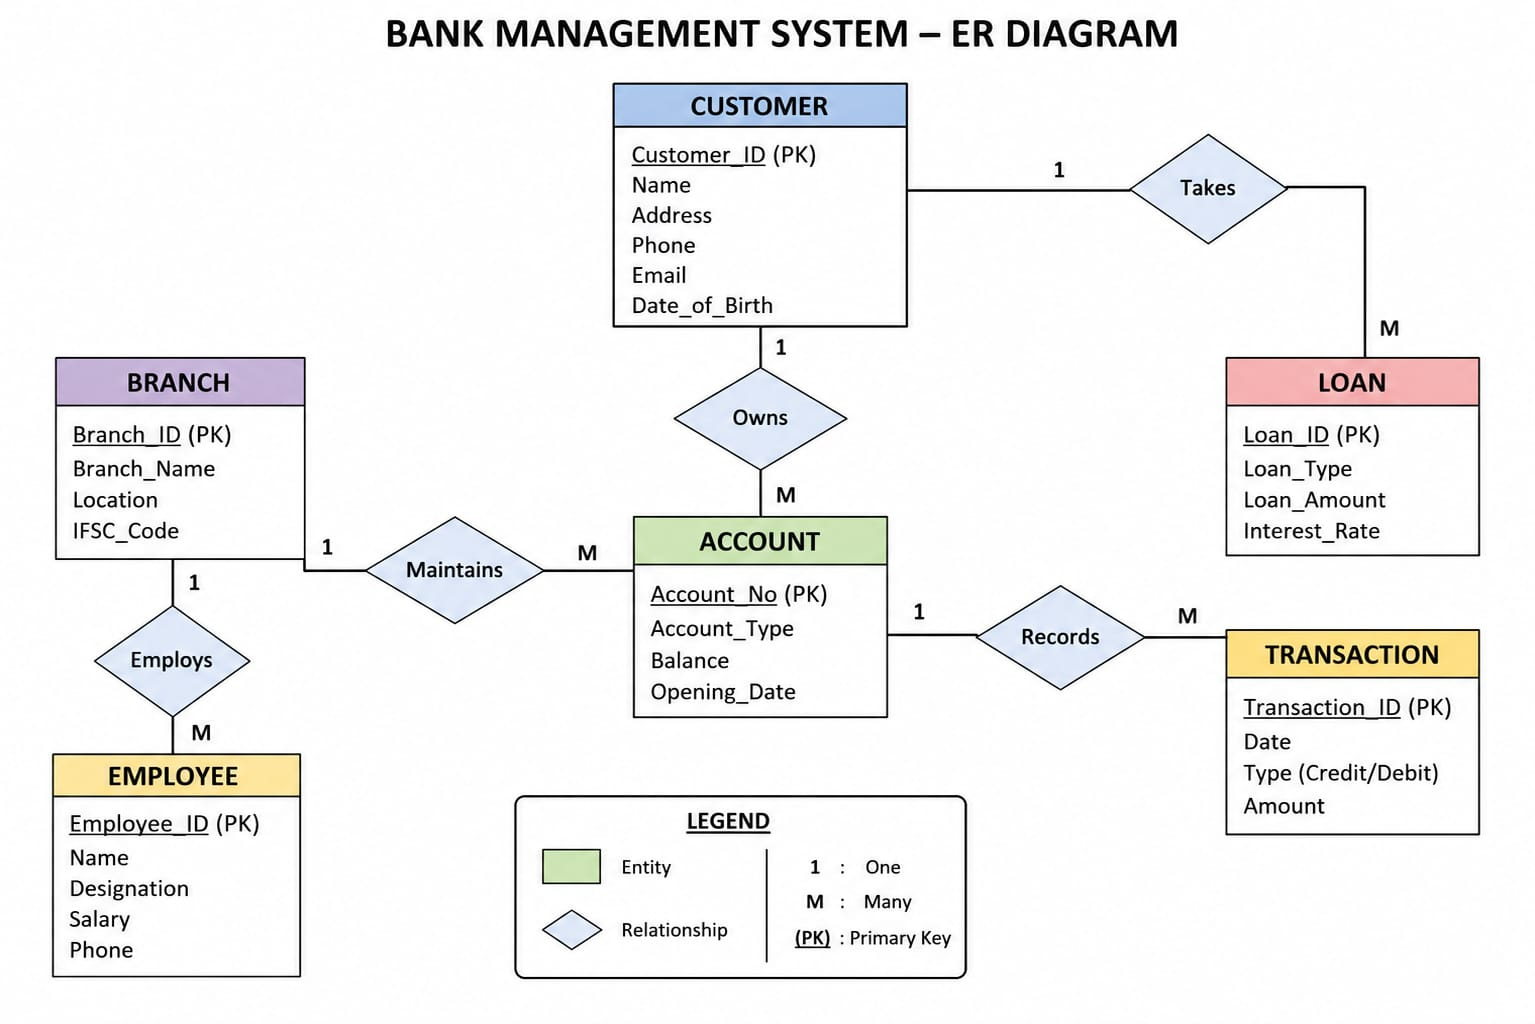 BANK MANAGEMENT SYSTEM – ER DIAGRAM
CUSTOMER
Customer_ID (PK)
Name
Address
Phone
Email
Date_of_Birth
1
Takes
M
1
Owns
M
BRANCH
Branch_ID (PK)
Branch_Name
Location
IFSC_Code
LOAN
Loan_ID (PK)
Loan_Type
Loan_Amount
Interest_Rate
1
Maintains
M
ACCOUNT
Account_No (PK)
Account_Type
Balance
Opening_Date
1
Records
M
TRANSACTION
Transaction_ID (PK)
Date
Type (Credit/Debit)
Amount
1
Employs
M
EMPLOYEE
Employee_ID (PK)
Name
Designation
Salary
Phone
LEGEND
Entity
Relationship
1 : One
M : Many
(PK) : Primary Key